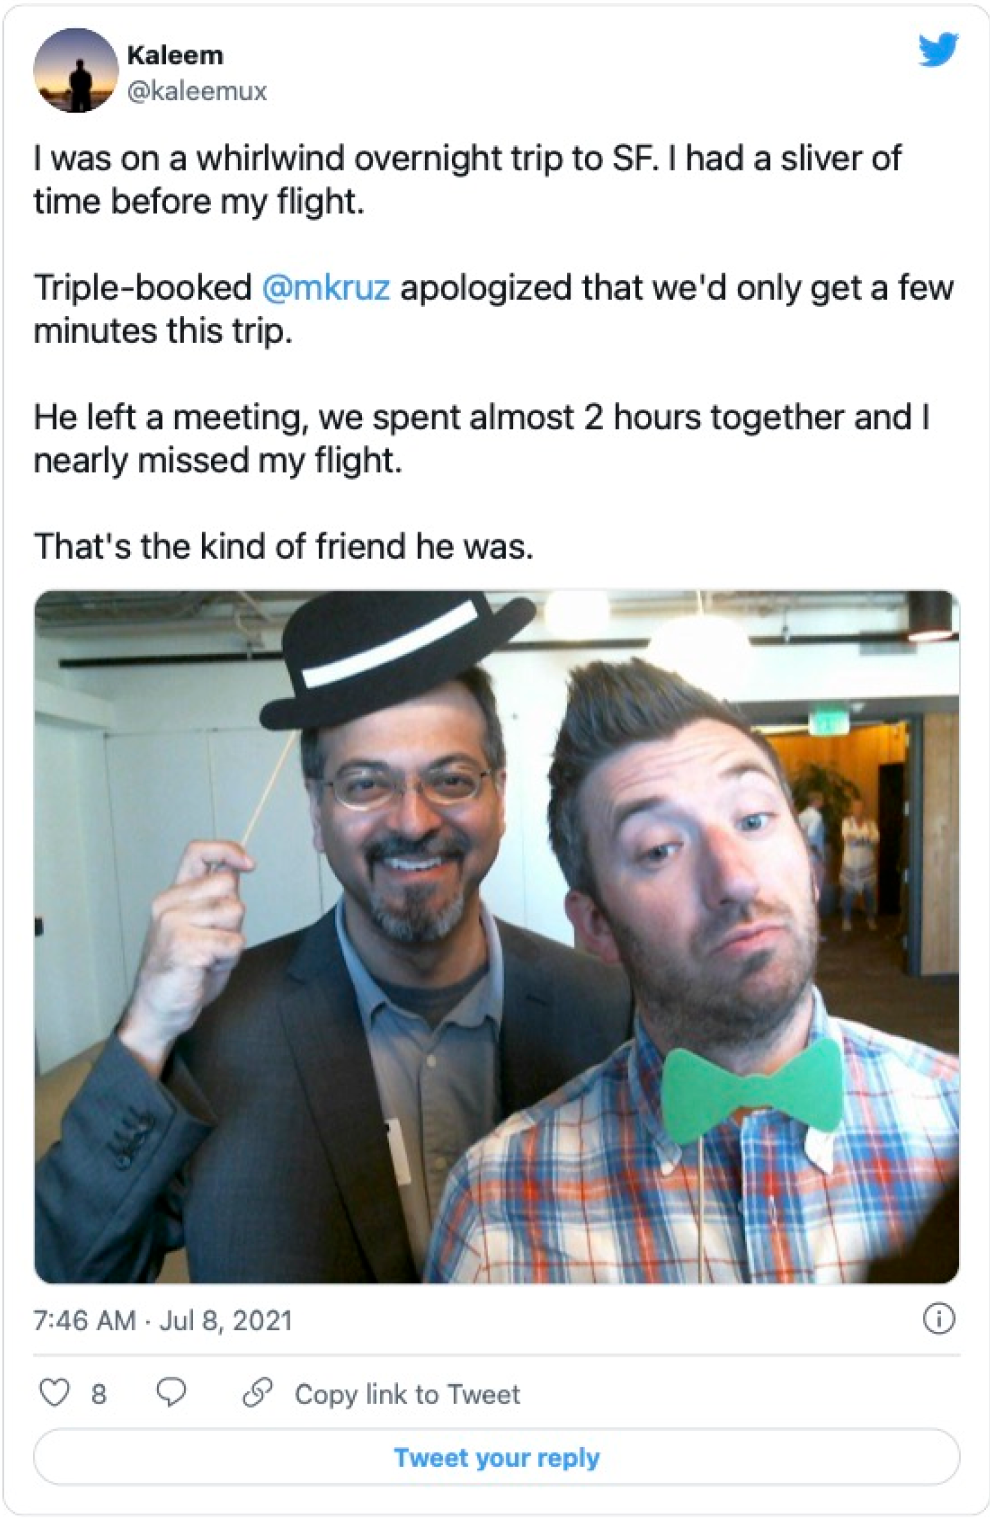 Kaleem
@kaleemux
I was on a whirlwind overnight trip to SF. I had a sliver of
time before my flight.
Triple-booked @mkruz apologized that we'd only get a few
minutes this trip.
He left a meeting, we spent almost 2 hours together and I
nearly missed my flight.
That's the kind of friend he was.
7:46 AM · Jul 8, 2021
8
Copy link to Tweet
Tweet your reply